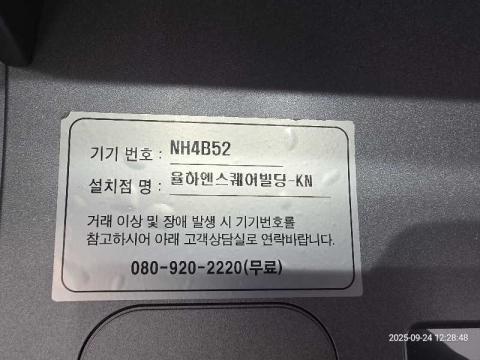 기기 번호 : NH4B52
설치점 명 : 율하엔스퀘어빌딩-KN
거래 이상 및 장애 발생 시 기기번호를
참고하시어 아래 고객상담실로 연락바랍니다.
080-920-2220(무료)
2025-09-24 12:28:48